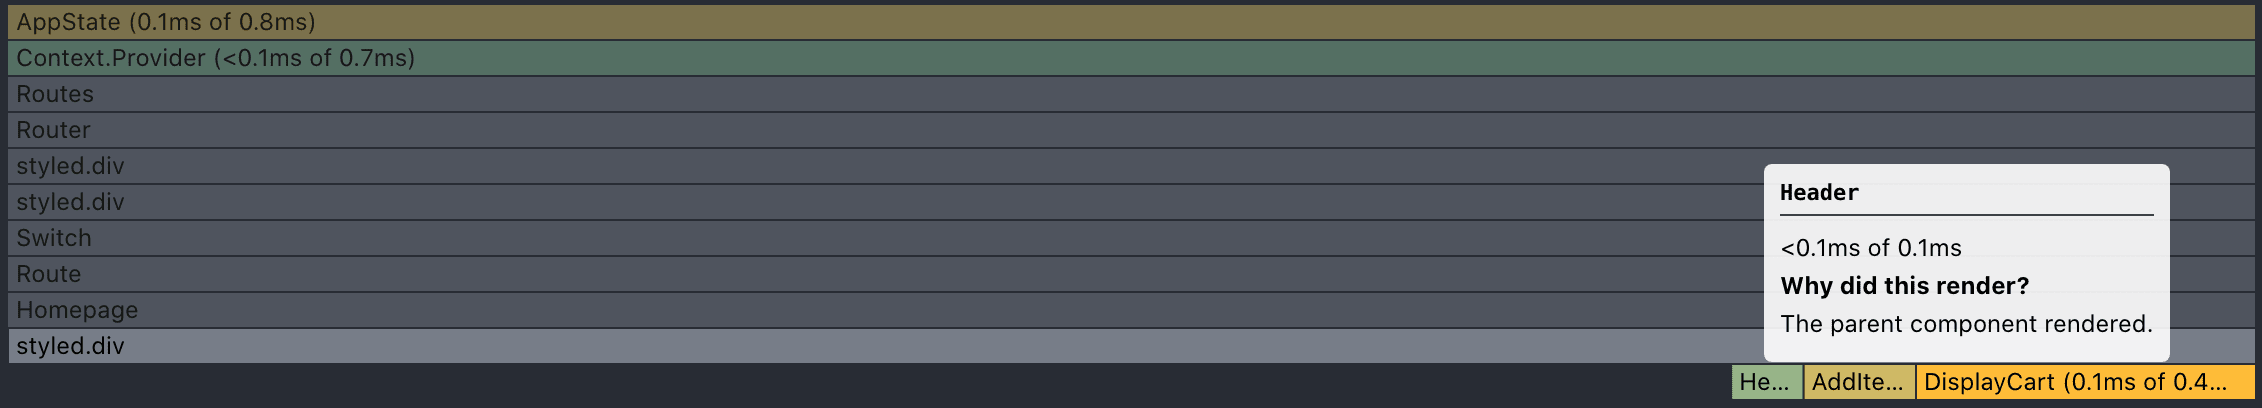 AppState (0.1ms of 0.8ms)
Context.Provider (<0.1ms of 0.7ms)
Routes
Router
styled.div
styled.div
Switch
Route
Homepage
styled.div
Header
<0.1ms of 0.1ms
Why did this render?
The parent component rendered.
He...
AddIte...
DisplayCart (0.1ms of 0.4...